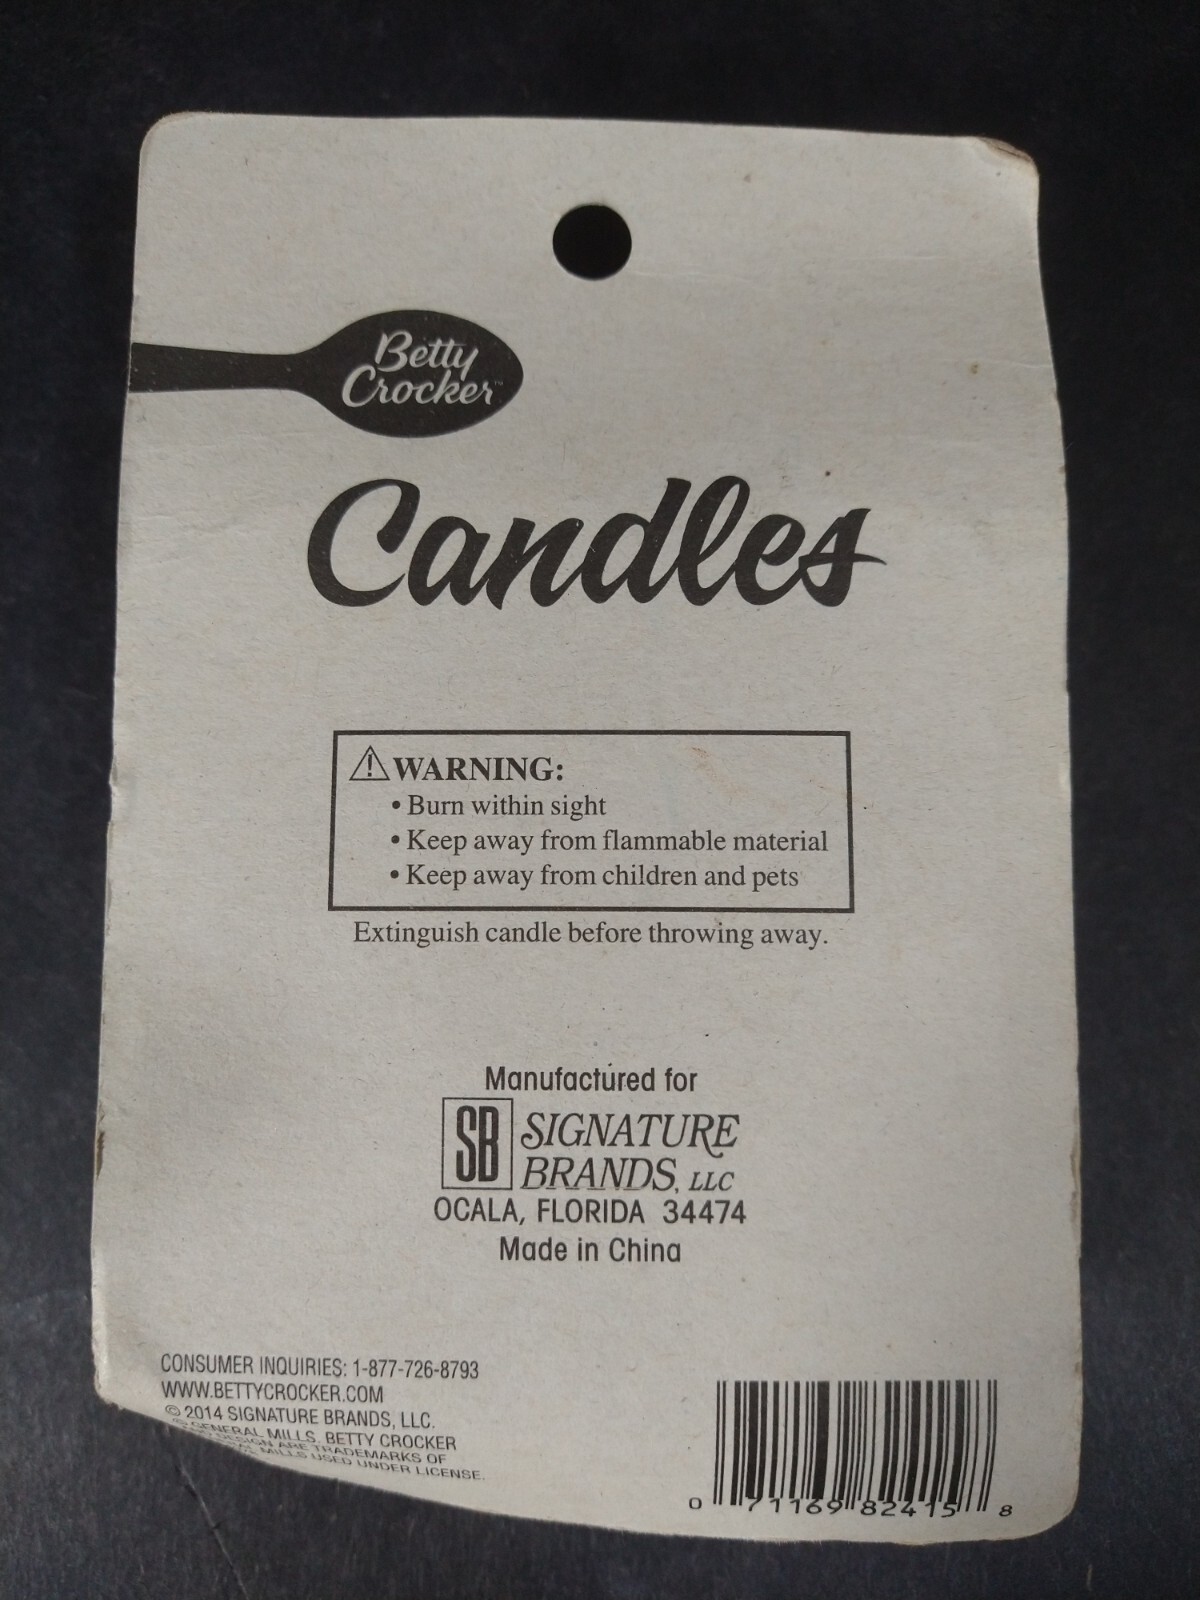 Betty
Crocker™
Candles
⚠WARNING:
• Burn within sight
• Keep away from flammable material
• Keep away from children and pets
Extinguish candle before throwing away.
Manufactured for
SB SIGNATURE
BRANDS, LLC
OCALA, FLORIDA 34474
Made in China
CONSUMER INQUIRIES: 1-877-726-8793
WWW.BETTYCROCKER.COM
© 2014 SIGNATURE BRANDS, LLC.
© GENERAL MILLS. BETTY CROCKER
DESIGN ARE TRADEMARKS OF
MILLS USED UNDER LICENSE.
0 71169 82415 8